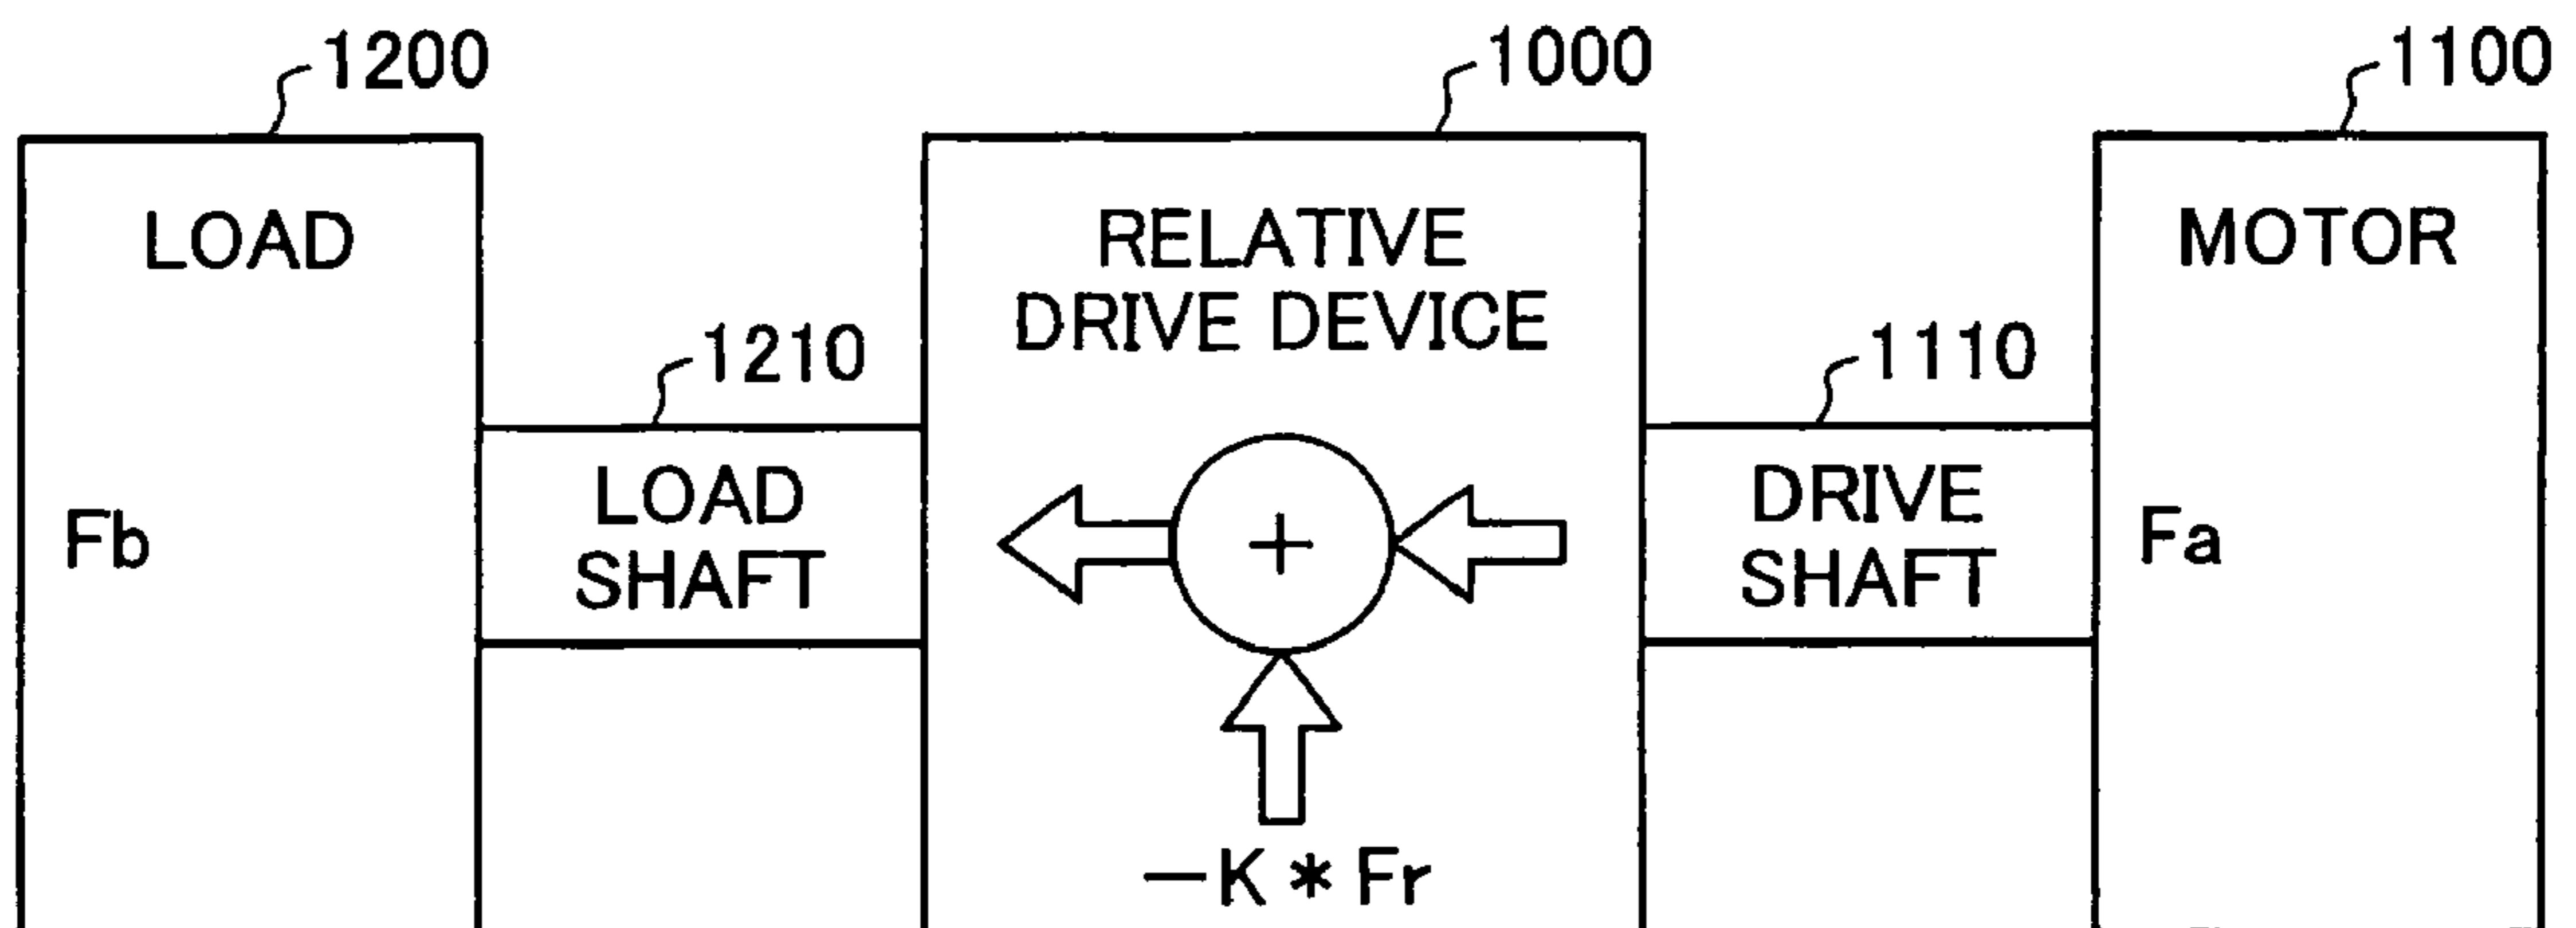 1200
1000
1100
LOAD
RELATIVE
DRIVE DEVICE
MOTOR
1210
1110
LOAD
SHAFT
DRIVE
SHAFT
Fb
+
Fa
−K * Fr